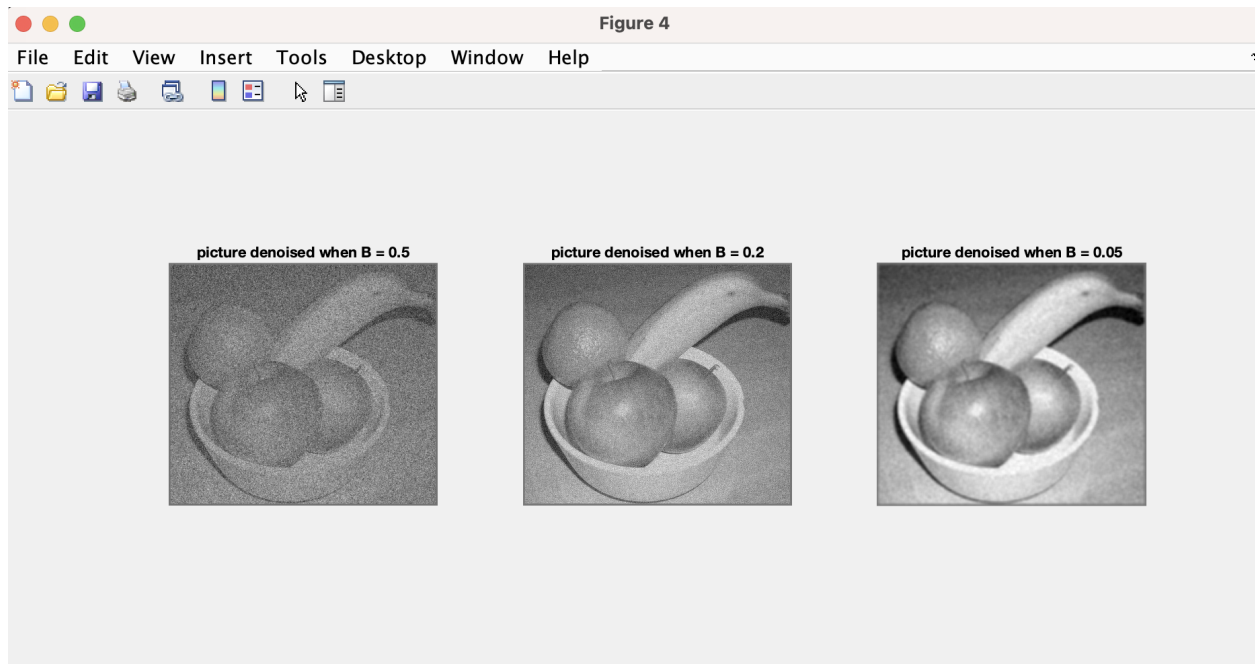 Figure 4
File Edit View Insert Tools Desktop Window Help
picture denoised when B = 0.5
picture denoised when B = 0.2
picture denoised when B = 0.05